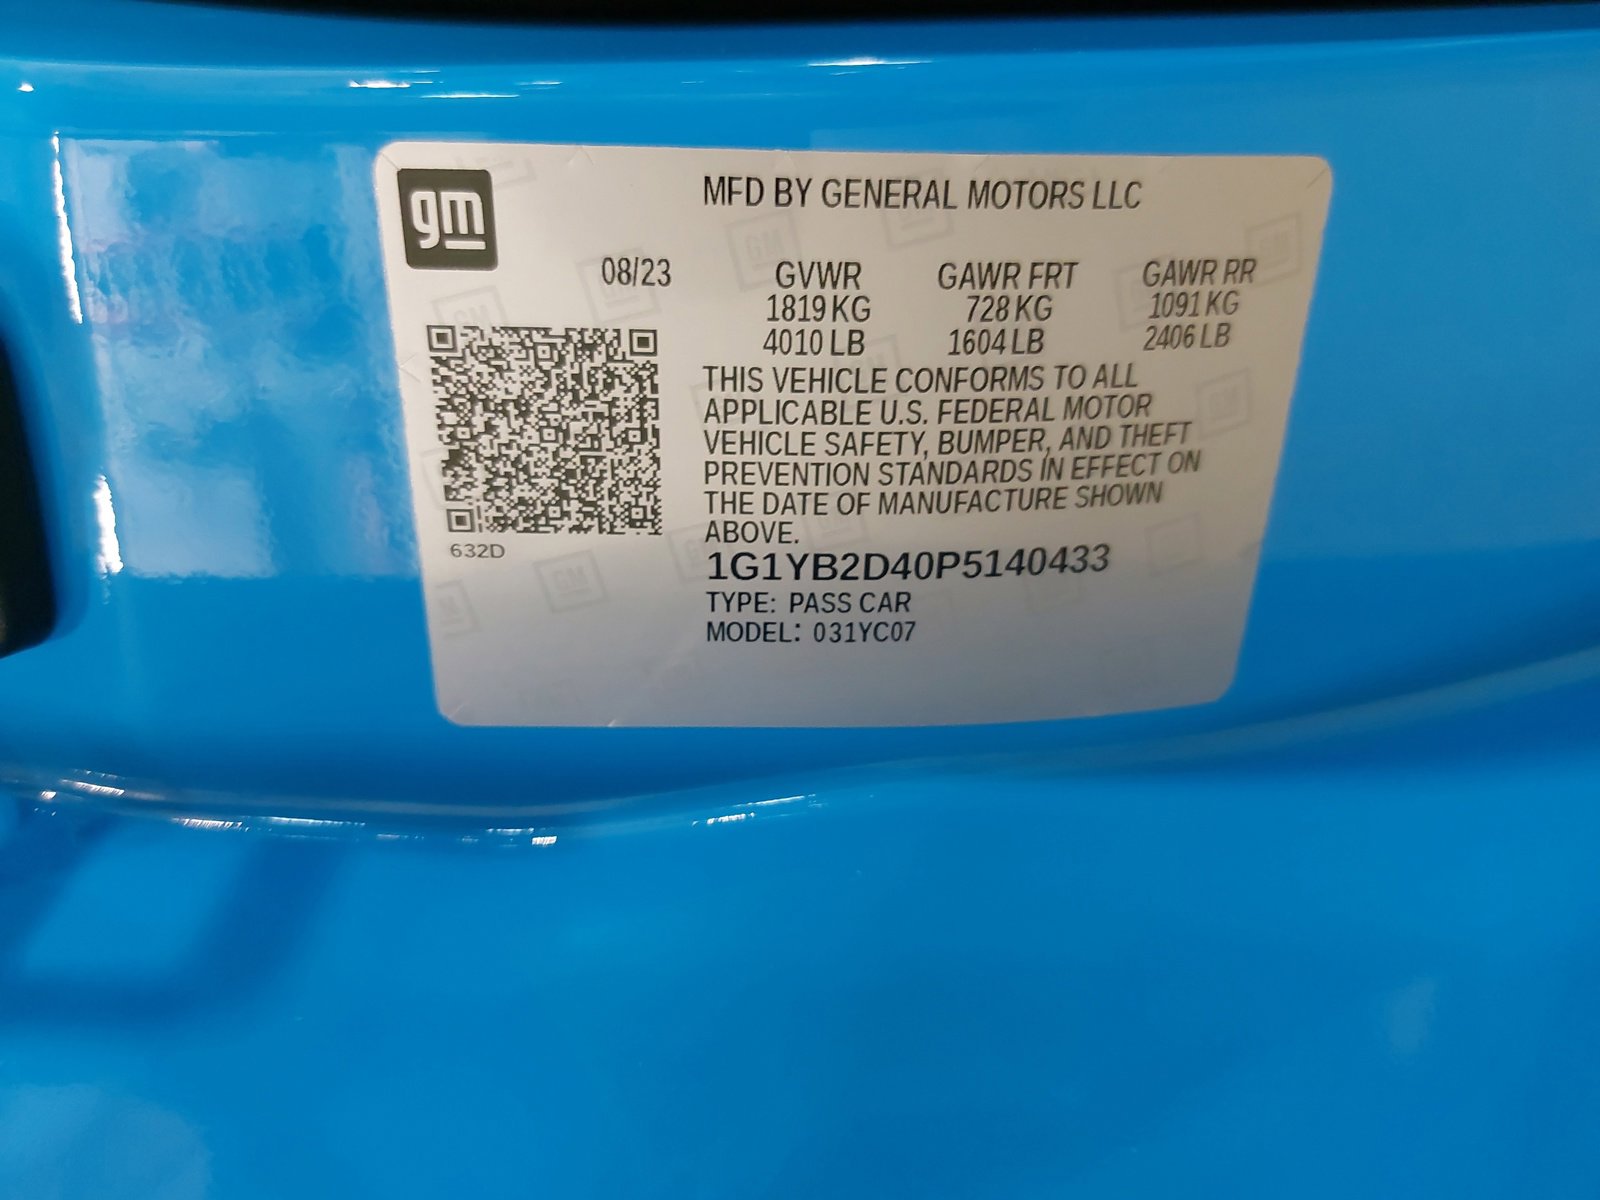 gm
MFD BY GENERAL MOTORS LLC
08/23 GVWR GAWR FRT GAWR RR
1819 KG 728 KG 1091 KG
4010 LB 1604 LB 2406 LB
THIS VEHICLE CONFORMS TO ALL
APPLICABLE U.S. FEDERAL MOTOR
VEHICLE SAFETY, BUMPER, AND THEFT
PREVENTION STANDARDS IN EFFECT ON
THE DATE OF MANUFACTURE SHOWN
ABOVE.
632D
1G1YB2D40P5140433
TYPE: PASS CAR
MODEL: 031YC07